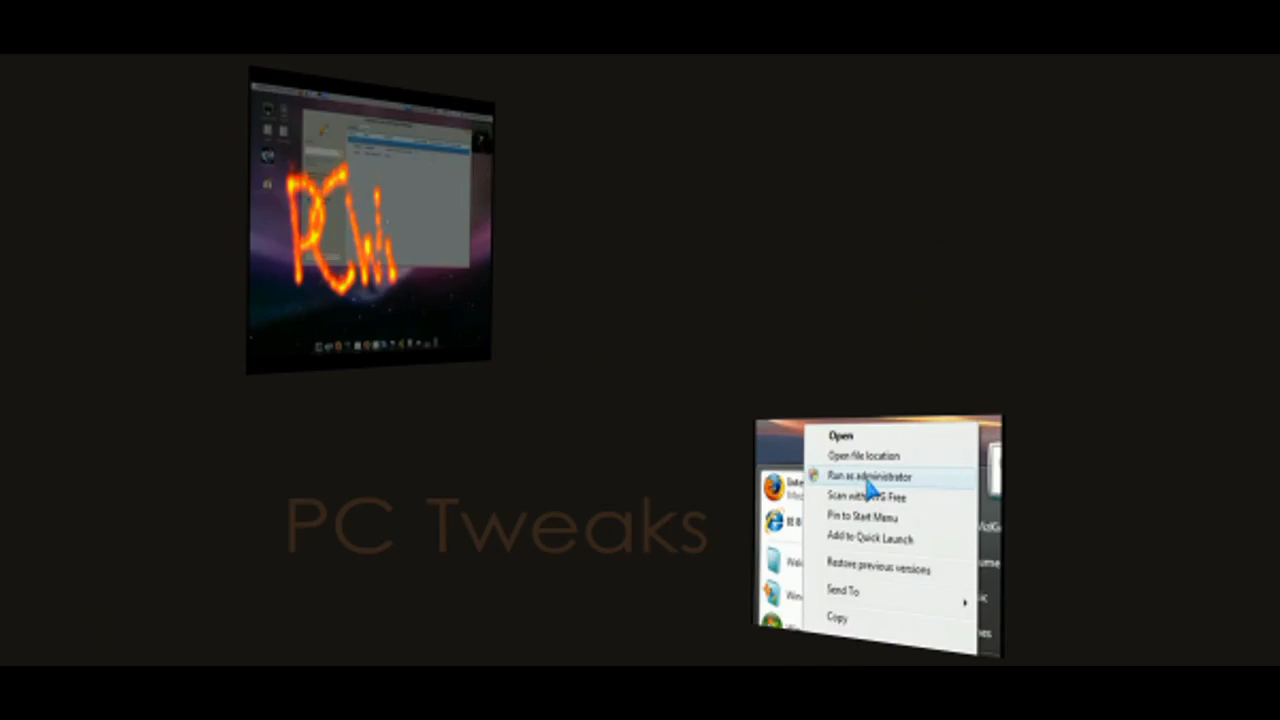 PCWi
PC Tweaks
Open
Open file location
Run as administrator
Pin to Start Menu
Add to Quick Launch
Restore previous versions
Send To
Copy